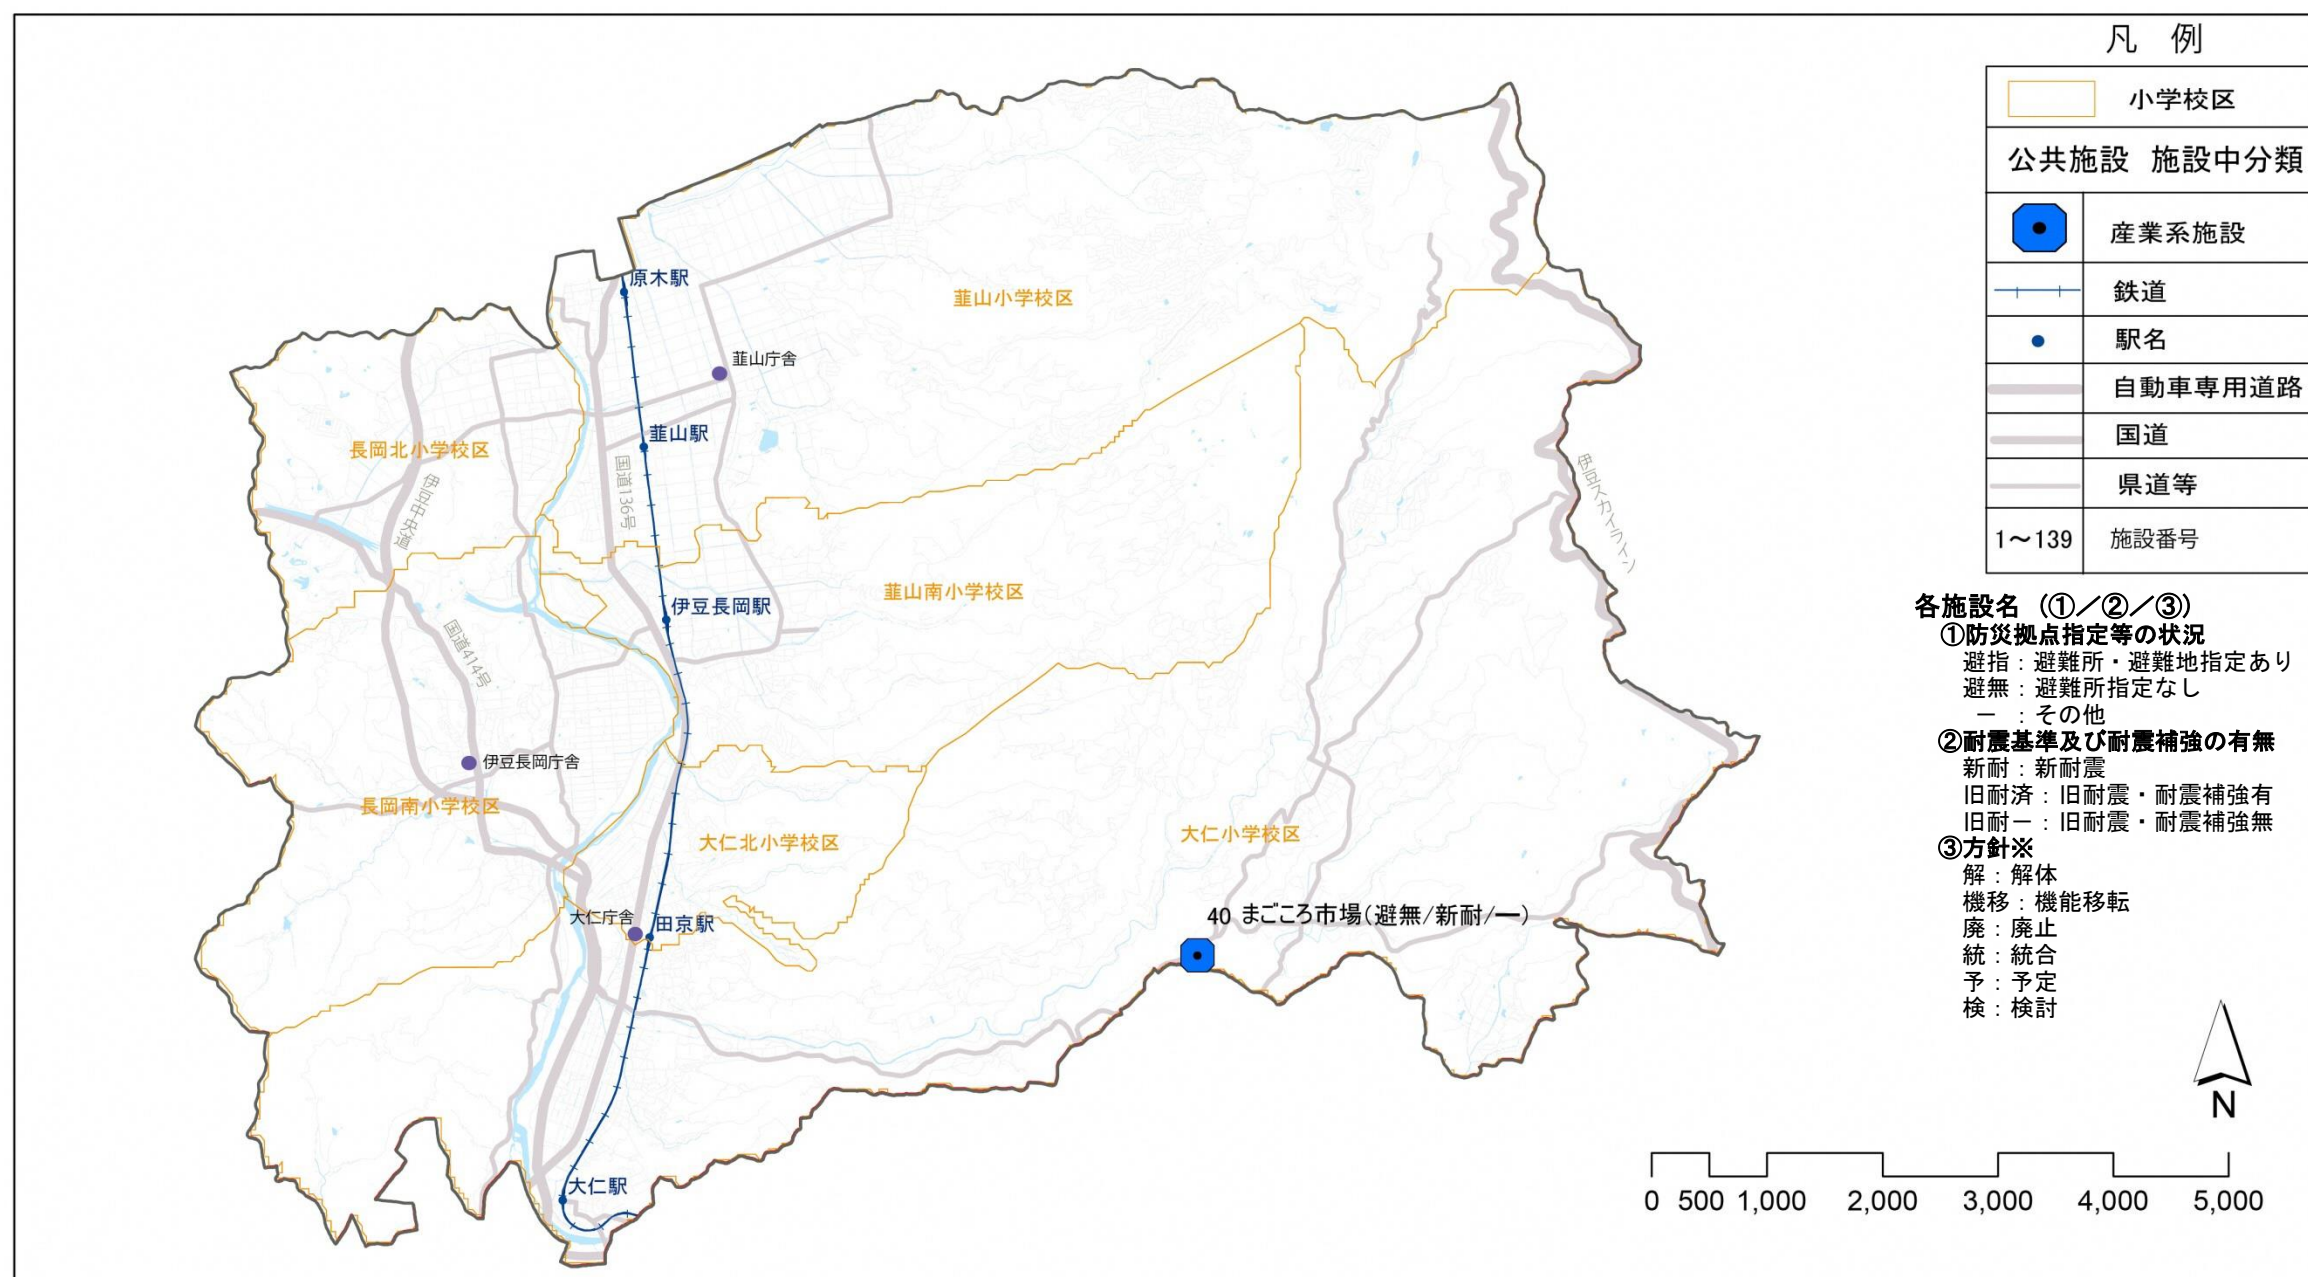 凡　例
小学校区
公共施設　施設中分類
産業系施設
鉄道
駅名
自動車専用道路
国道
県道等
1～139　施設番号
各施設名（①／②／③）
①防災拠点指定等の状況
避指：避難所・避難地指定あり
避無：避難所指定なし
－　：その他
②耐震基準及び耐震補強の有無
新耐：新耐震
旧耐済：旧耐震・耐震補強有
旧耐－：旧耐震・耐震補強無
③方針※
解：解体
機移：機能移転
廃：廃止
統：統合
予：予定
検：検討
原木駅
韮山小学校区
韮山庁舎
韮山駅
長岡北小学校区
国道136号
伊豆中央道
伊豆スカイライン
韮山南小学校区
伊豆長岡駅
国道414号
伊豆長岡庁舎
長岡南小学校区
大仁北小学校区
大仁小学校区
40 まごころ市場（避無/新耐/－）
大仁庁舎
田京駅
大仁駅
N
0 500 1,000 2,000 3,000 4,000 5,000